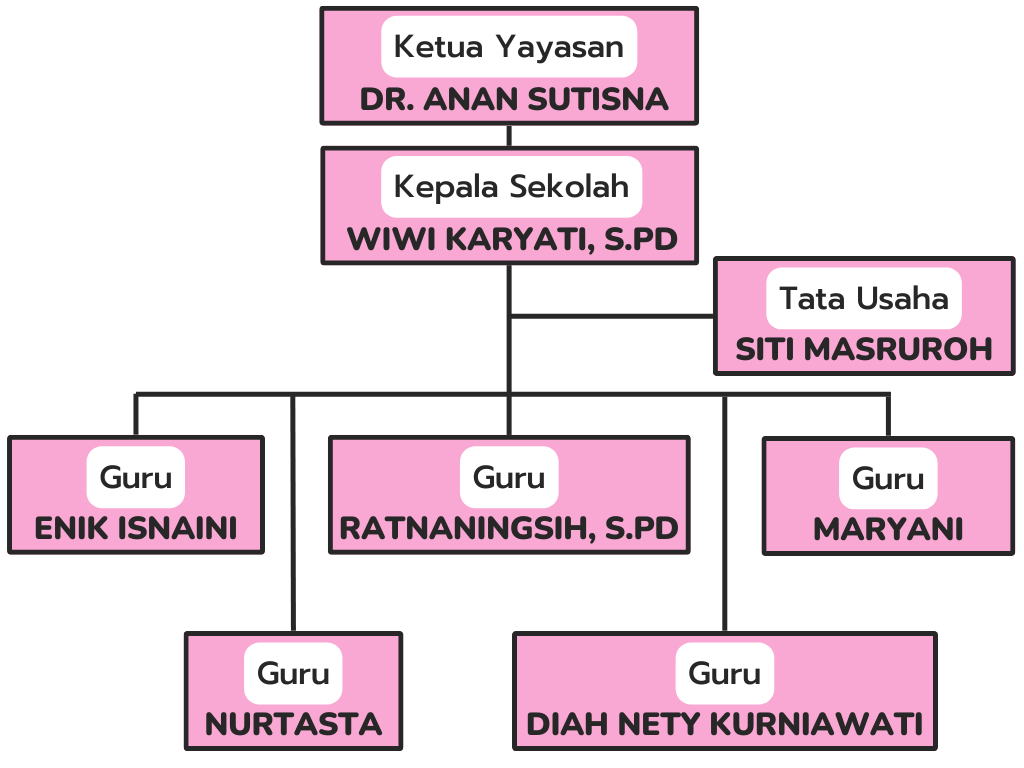 Ketua Yayasan
DR. ANAN SUTISNA
Kepala Sekolah
WIWI KARYATI, S.PD
Tata Usaha
SITI MASRUROH
Guru
ENIK ISNAINI
Guru
RATNANINGSIH, S.PD
Guru
MARYANI
Guru
NURTASTA
Guru
DIAH NETY KURNIAWATI